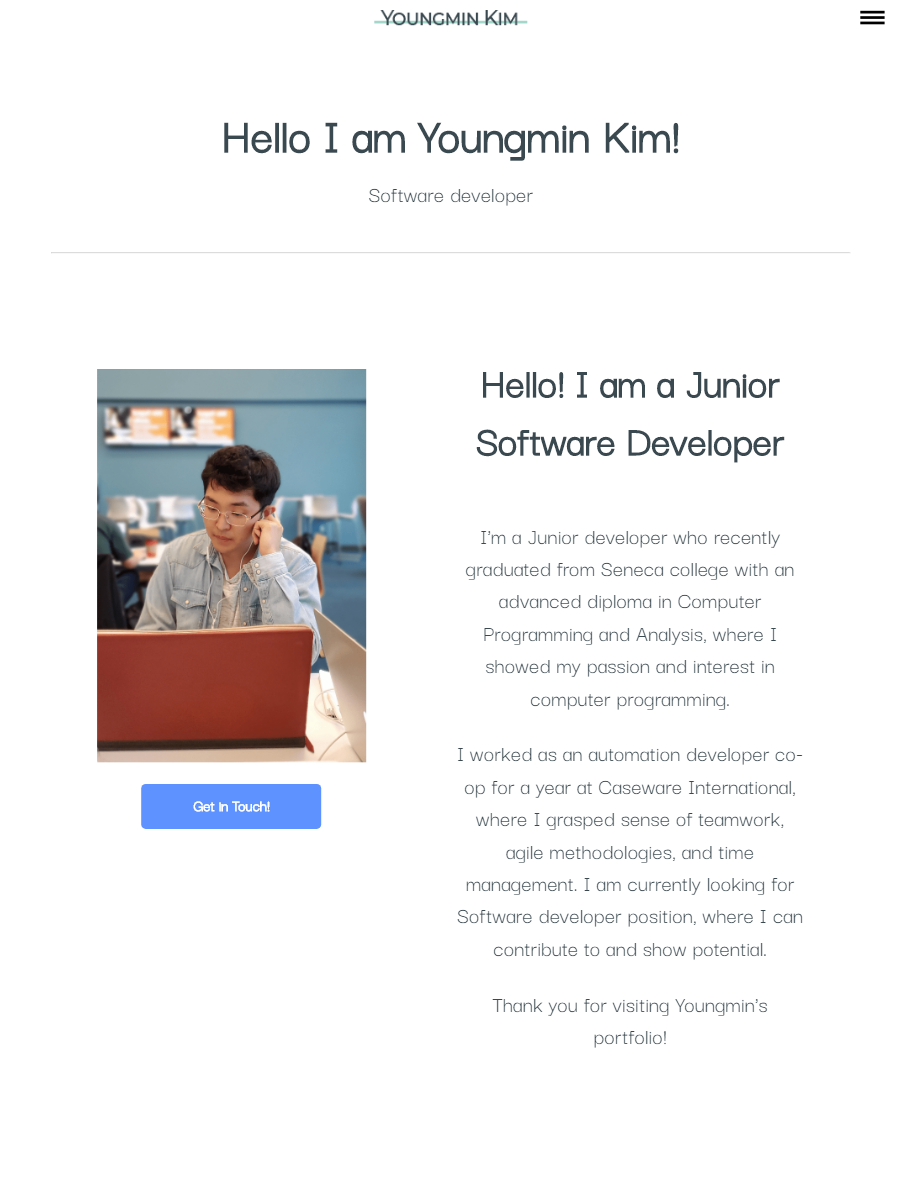 Youngmin Kim
Hello I am Youngmin Kim!
Software developer
Hello! I am a Junior
Software Developer
I'm a Junior developer who recently
graduated from Seneca college with an
advanced diploma in Computer
Programming and Analysis, where I
showed my passion and interest in
computer programming.
I worked as an automation developer co-
op for a year at Caseware International,
where I grasped sense of teamwork,
agile methodologies, and time
management. I am currently looking for
Software developer position, where I can
contribute to and show potential.
Thank you for visiting Youngmin's
portfolio!
Get In Touch!